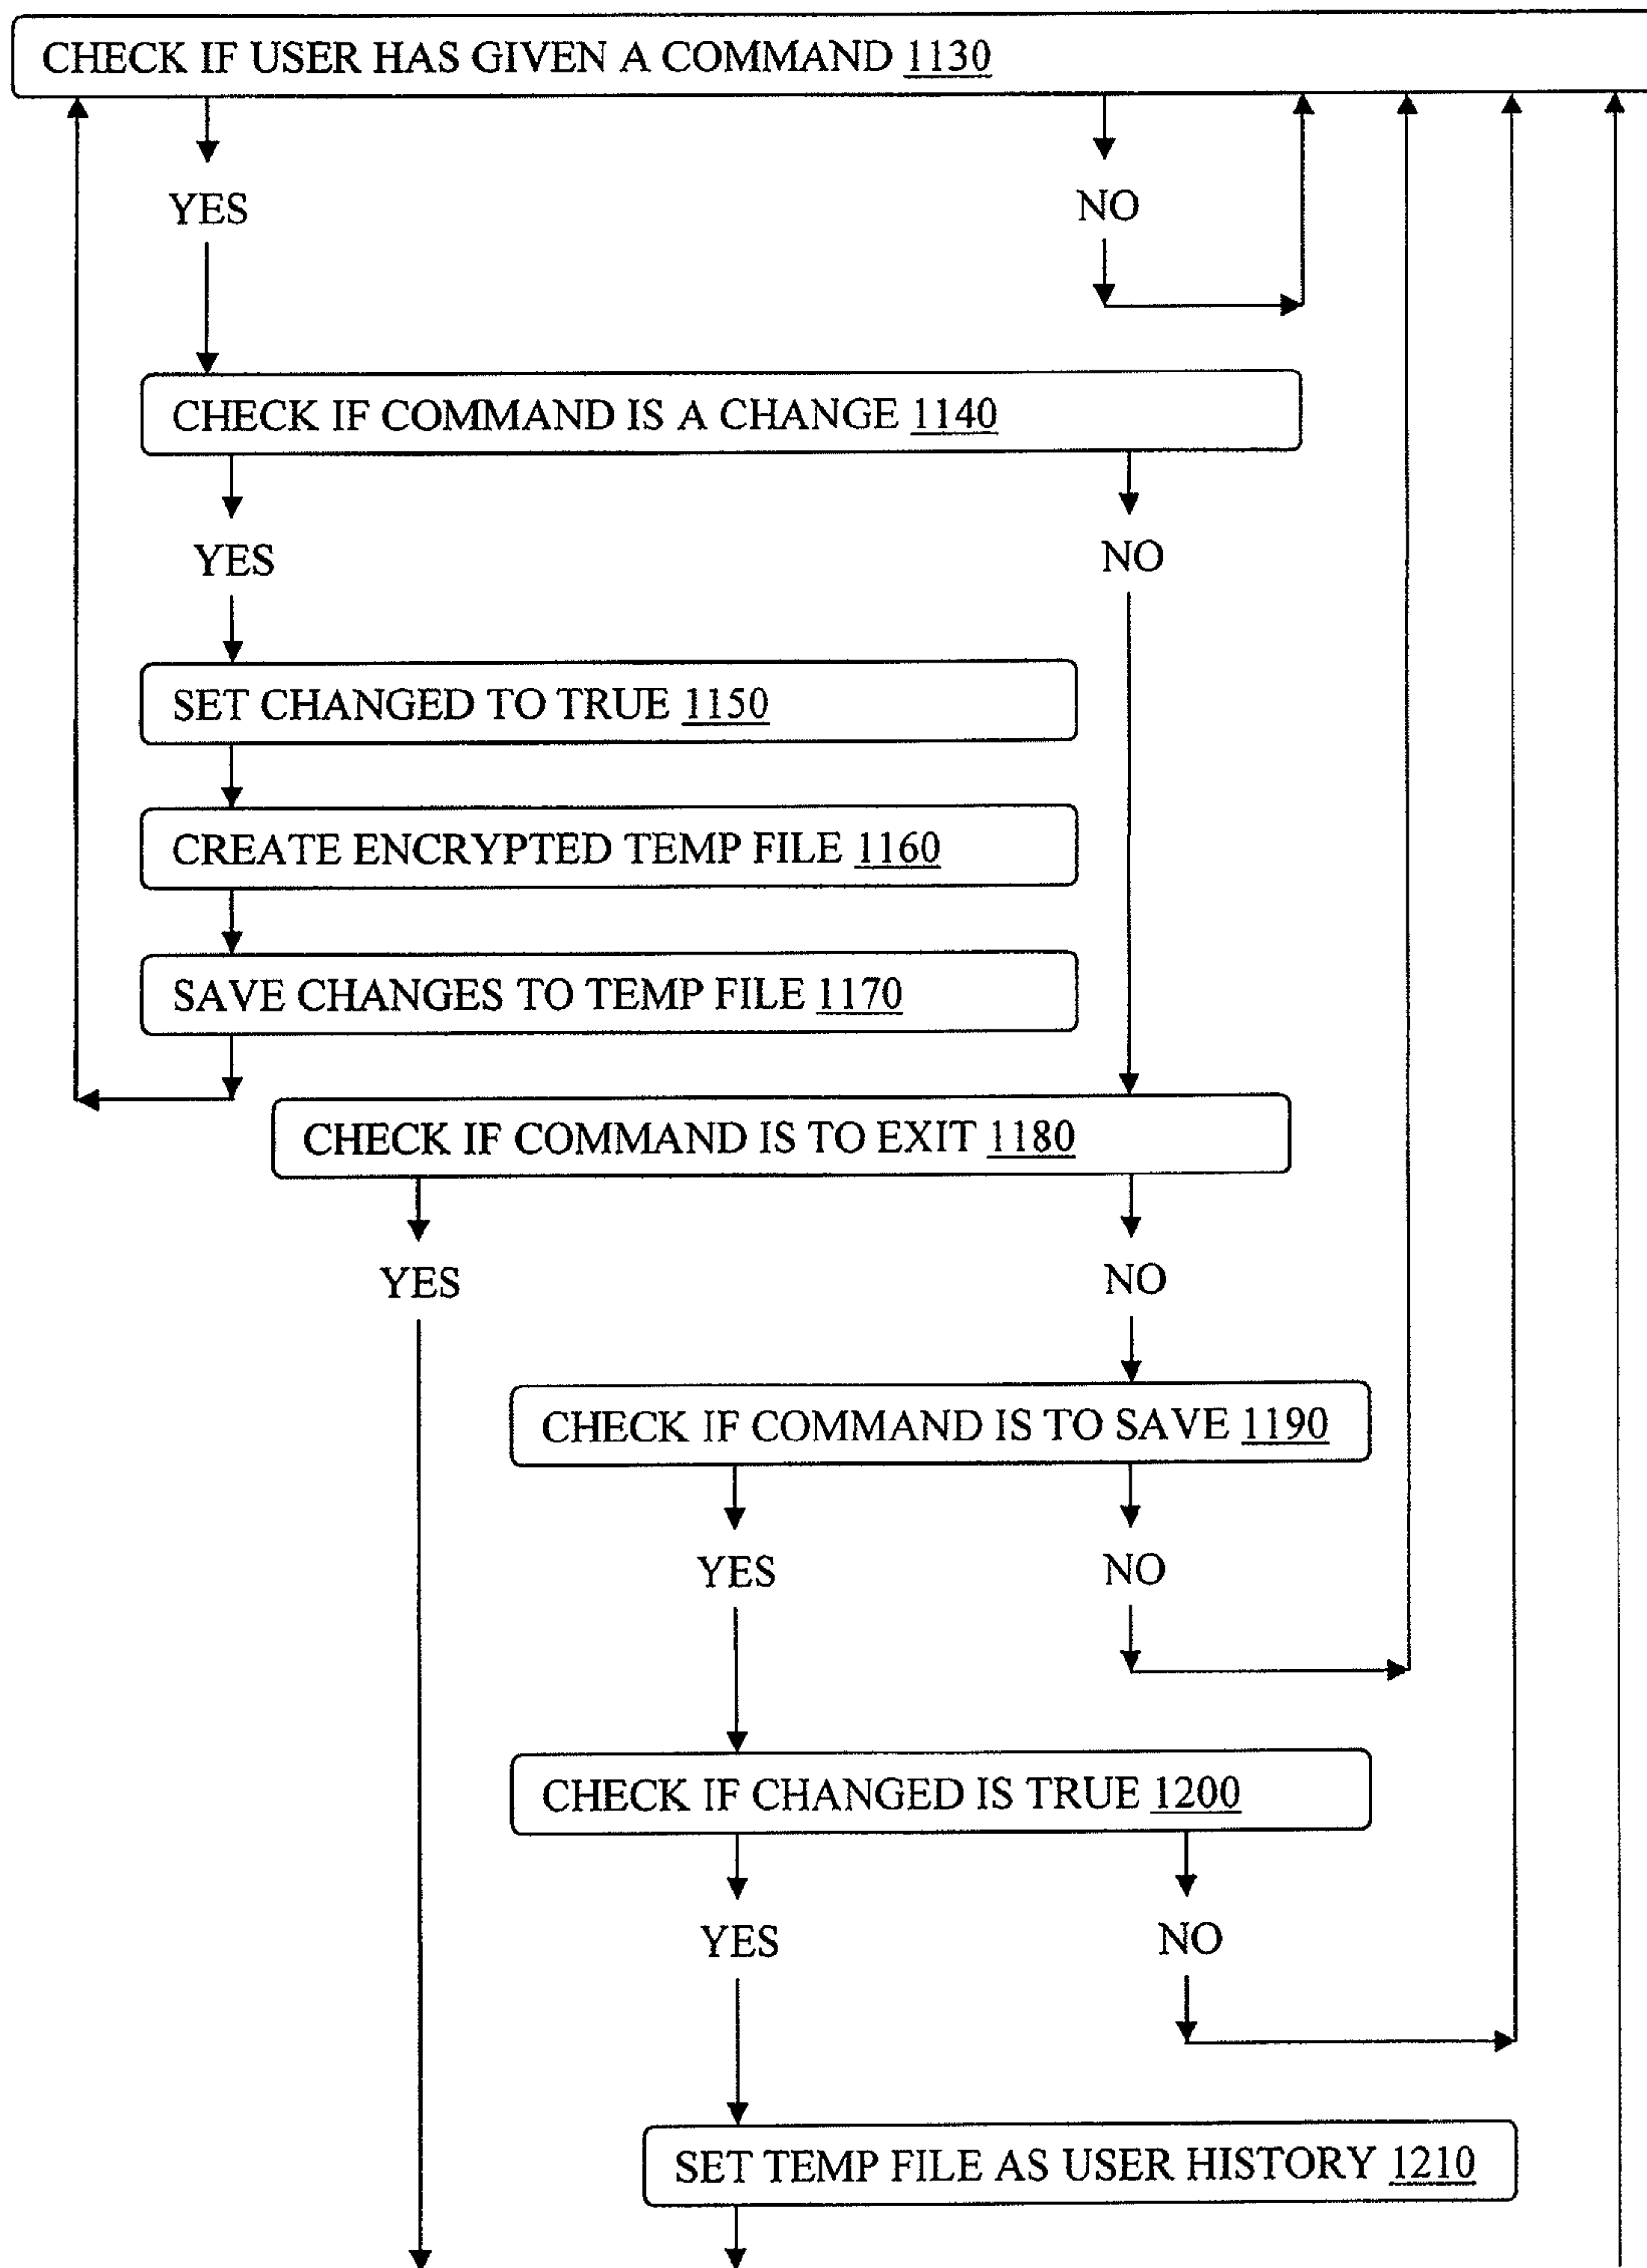 CHECK IF USER HAS GIVEN A COMMAND 1130
YES
NO
CHECK IF COMMAND IS A CHANGE 1140
YES
NO
SET CHANGED TO TRUE 1150
CREATE ENCRYPTED TEMP FILE 1160
SAVE CHANGES TO TEMP FILE 1170
CHECK IF COMMAND IS TO EXIT 1180
YES
NO
CHECK IF COMMAND IS TO SAVE 1190
YES
NO
CHECK IF CHANGED IS TRUE 1200
YES
NO
SET TEMP FILE AS USER HISTORY 1210